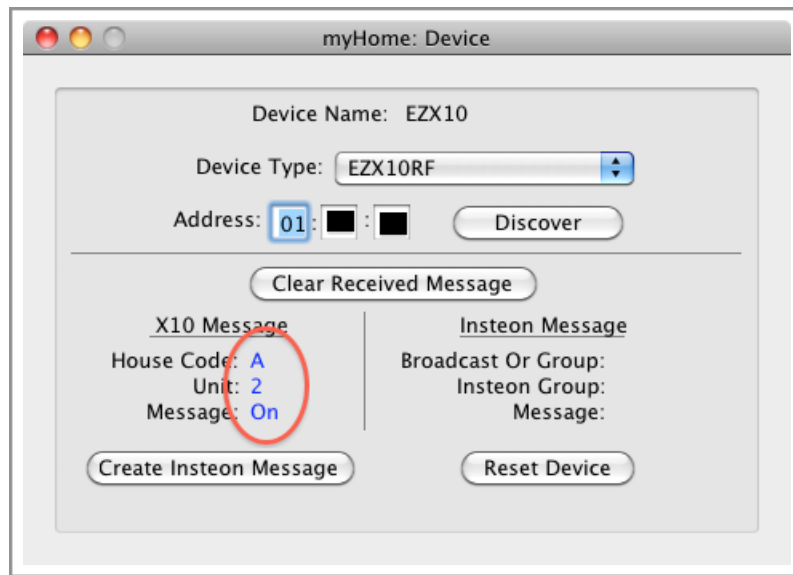 myHome: Device
Device Name: EZX10
Device Type: EZX10RF
Address: 01 : : Discover
Clear Received Message
X10 Message
House Code: A
Unit: 2
Message: On
Insteon Message
Broadcast Or Group:
Insteon Group:
Message:
Create Insteon Message
Reset Device